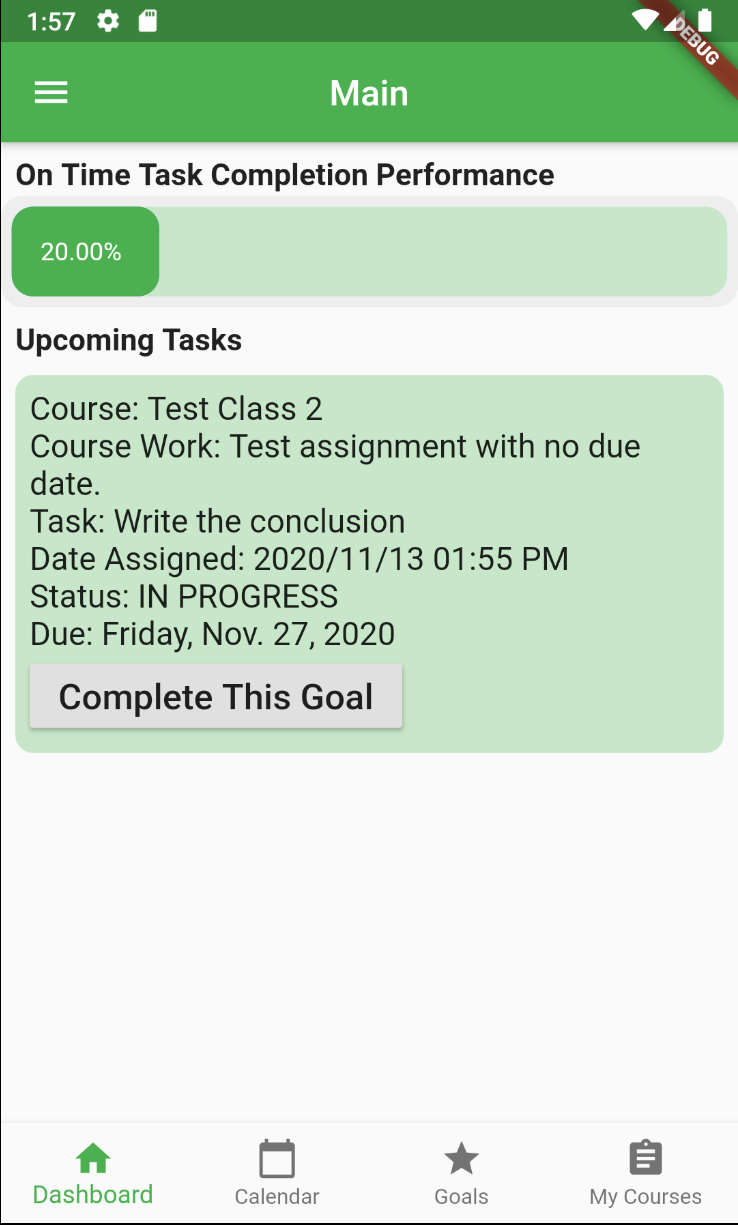 1:57
DEBUG
Main
On Time Task Completion Performance
20.00%
Upcoming Tasks
Course: Test Class 2
Course Work: Test assignment with no due
date.
Task: Write the conclusion
Date Assigned: 2020/11/13 01:55 PM
Status: IN PROGRESS
Due: Friday, Nov. 27, 2020
Complete This Goal
Dashboard
Calendar
Goals
My Courses